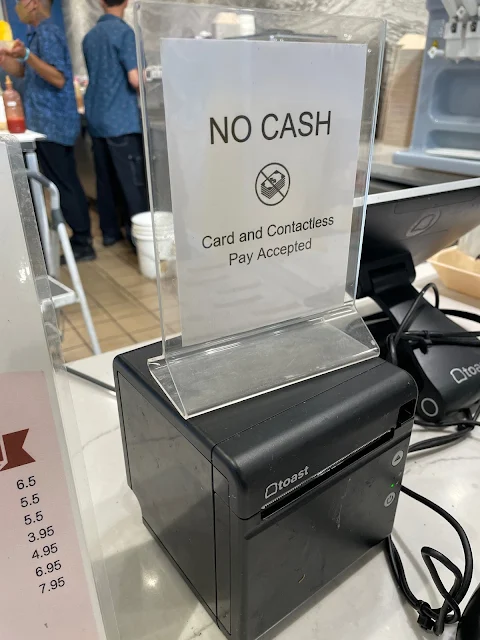 NO CASH
Card and Contactless
Pay Accepted
toast
toast
6.5
5.5
5.5
3.95
4.95
6.95
7.95